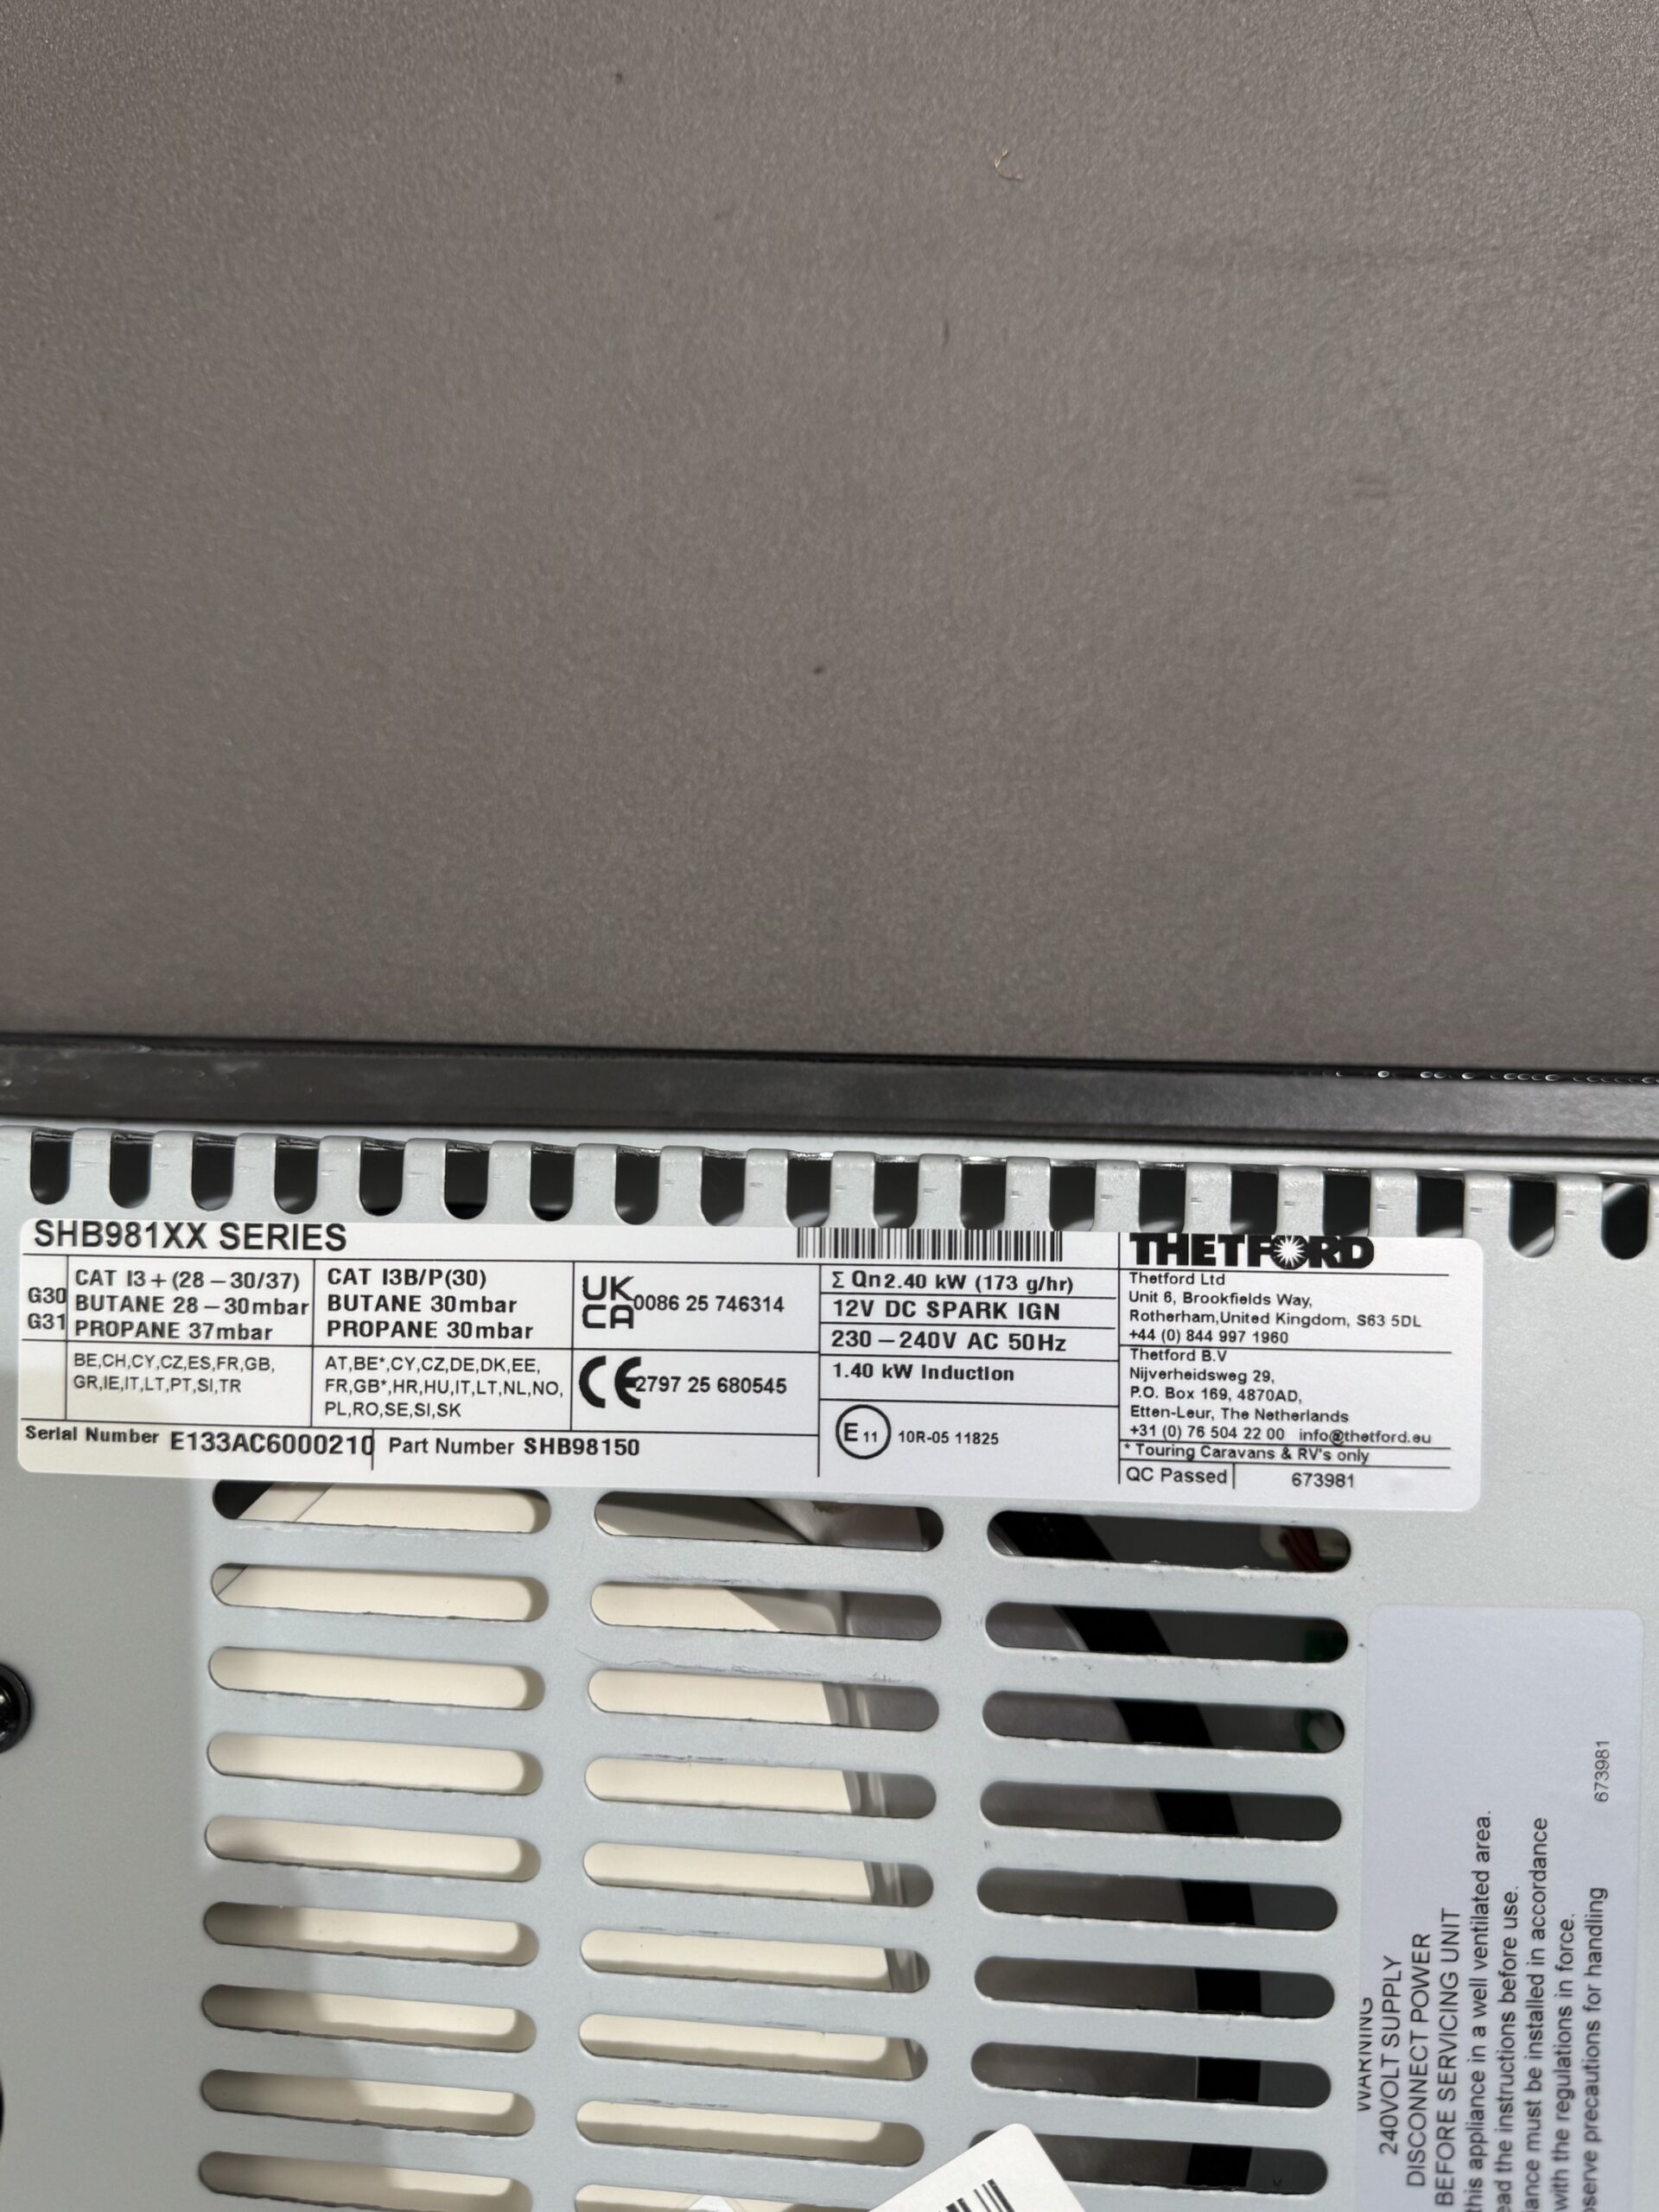 SHB981XX SERIES
G30
G31
CAT I3+(28-30/37)
BUTANE 28-30mbar
PROPANE 37mbar
CAT I3B/P(30)
BUTANE 30mbar
PROPANE 30mbar
BE,CH,CY,CZ,ES,FR,GB,
GR,IE,IT,LT,PT,SI,TR
AT,BE*,CY,CZ,DE,DK,EE,
FR,GB*,HR,HU,IT,LT,NL,NO,
PL,RO,SE,SI,SK
UK
CA 0086 25 746314
CE 2797 25 680545
Σ Qn2.40 kW (173 g/hr)
12V DC SPARK IGN
230-240V AC 50Hz
1.40 kW Induction
E11 10R-05 11825
Serial Number E133AC6000210
Part Number SHB98150
THETFORD
Thetford Ltd
Unit 6, Brookfields Way,
Rotherham,United Kingdom, S63 5DL
+44 (0) 844 997 1960
Thetford B.V
Nijverheidsweg 29,
P.O. Box 169, 4870AD,
Etten-Leur, The Netherlands
+31 (0) 76 504 22 00 info@thetford.eu
* Touring Caravans & RV's only
QC Passed 673981
WARNING
240VOLT SUPPLY
DISCONNECT POWER
BEFORE SERVICING UNIT
this appliance in a well ventilated area.
the instructions before use.
must be installed in accordance
with the regulations in force.
precautions for handling
673981